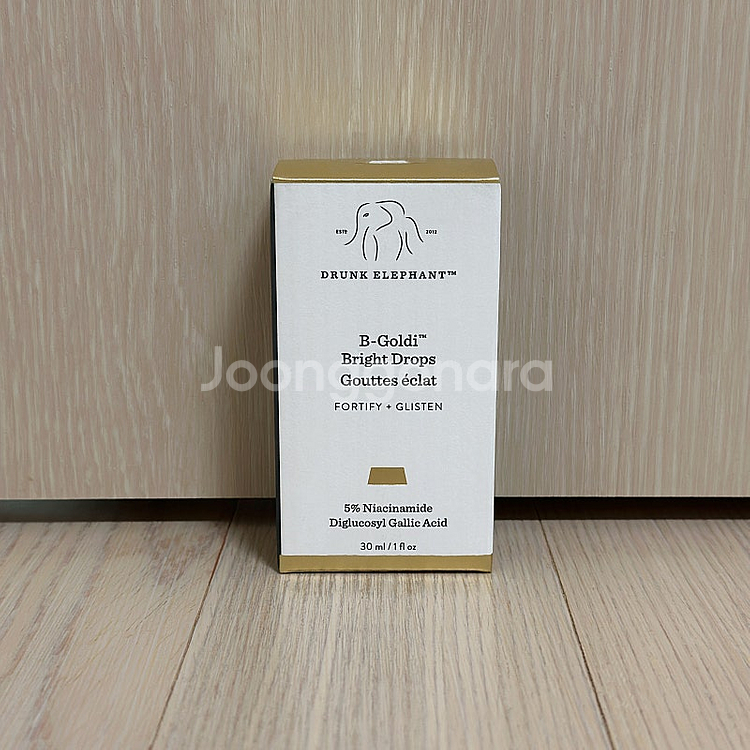 ESTᵈ 2012
DRUNK ELEPHANT™
B-Goldi™
Bright Drops
Joonggonara
Gouttes éclat
FORTIFY + GLISTEN
5% Niacinamide
Diglucosyl Gallic Acid
30 ml / 1 fl oz